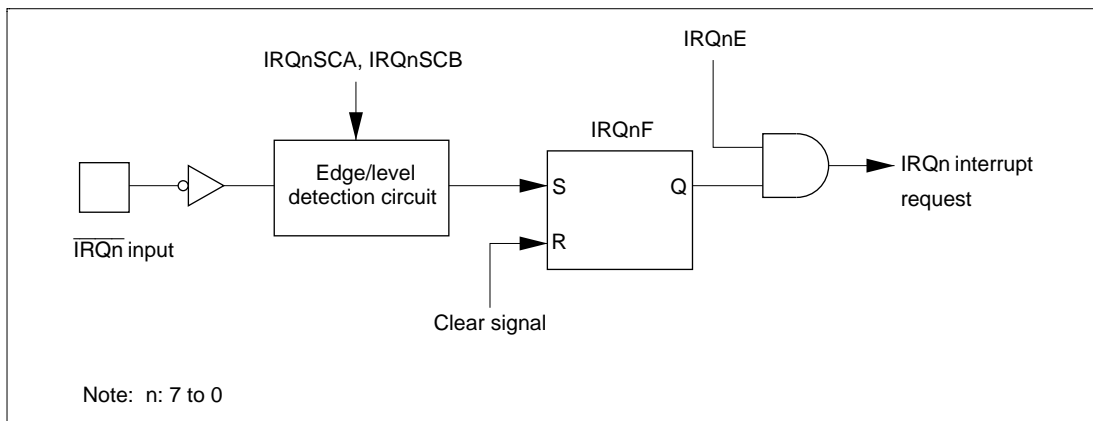 IRQnE
IRQnSCA, IRQnSCB
IRQnF
Edge/level
detection circuit
S
Q
R
IRQn interrupt
request
IRQn input
Clear signal
Note: n: 7 to 0